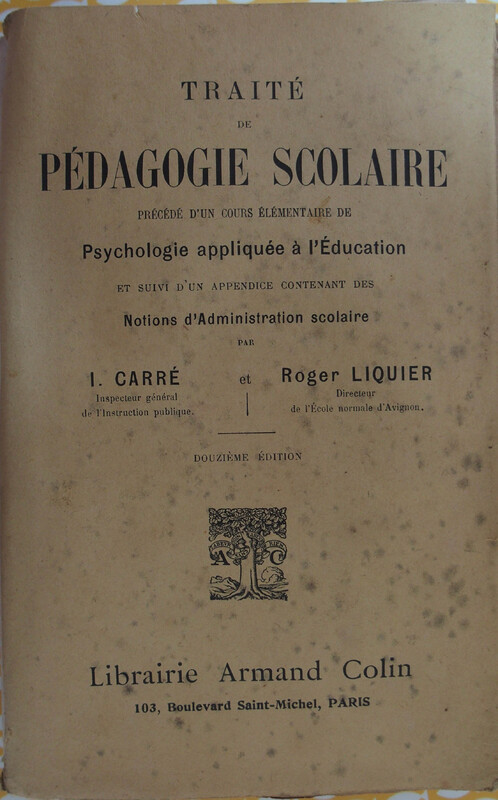 TRAITÉ
DE
PÉDAGOGIE SCOLAIRE
PRÉCÉDÉ D'UN COURS ÉLÉMENTAIRE DE
Psychologie appliquée à l'Éducation
ET SUIVI D'UN APPENDICE CONTENANT DES
Notions d'Administration scolaire
PAR
I. CARRÉ
Inspecteur général
de l'Instruction publique.
et
Roger LIQUIER
Directeur
de l'École normale d'Avignon.
DOUZIÈME ÉDITION
A C
Librairie Armand Colin
103, Boulevard Saint-Michel, PARIS